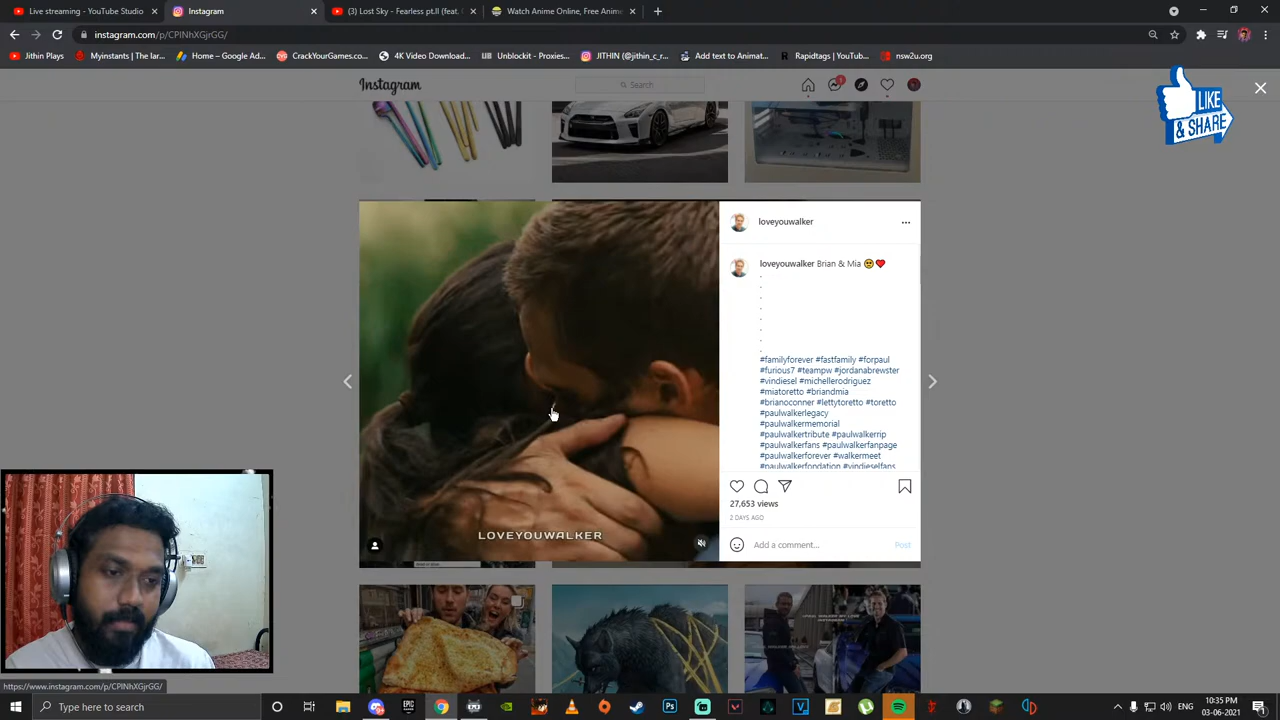 Live streaming - YouTube Studio
Instagram
(3) Lost Sky - Fearless pt.II (feat.
Watch Anime Online, Free Anime
instagram.com/p/CPINhXGjrGG/
Jithin Plays
Myinstants | The lar...
Home – Google Ad...
CrackYourGames.co...
4K Video Download...
Unblockit - Proxies...
JITHIN (@jithin_c_r...
Add text to Animat...
Rapidtags | YouTub...
nsw2u.org
Instagram
Search
1
LIKE
& SHARE
loveyouwalker
loveyouwalker Brian & Mia 🥺❤️
.
.
.
.
.
.
.
.
#familyforever #fastfamily #forpaul
#furious7 #teampw #jordanabrewster
#vindiesel #michellerodriguez
#miatoretto #briandmia
#brianoconner #lettytoretto #toretto
#paulwalkerlegacy
#paulwalkermemorial
#paulwalkertribute #paulwalkerrip
#paulwalkerfans #paulwalkerfanpage
#paulwalkerforever #walkermeet
#paulwalkerfondation #vindieselfans
27,653 views
2 DAYS AGO
Add a comment...
Post
LOVEYOUWALKER
https://www.instagram.com/p/CPINhXGjrGG/
Type here to search
ENG
10:35 PM
03-06-2021